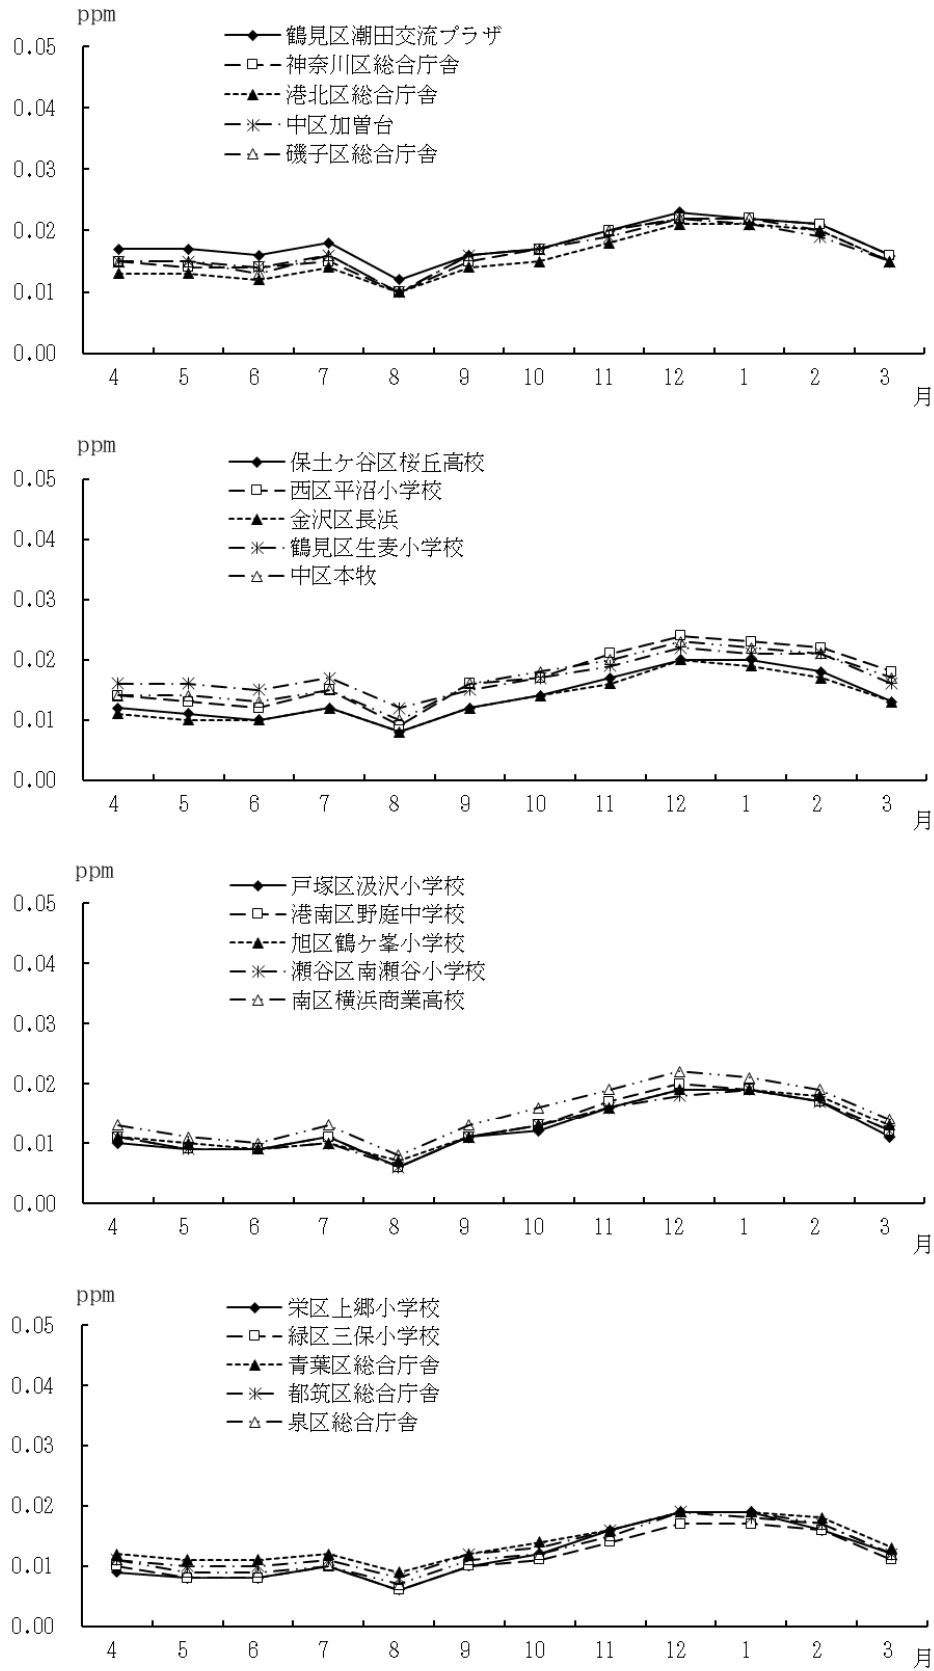 ppm
0.05
0.04
0.03
0.02
0.01
0.00
鶴見区潮田交流プラザ
神奈川区総合庁舎
港北区総合庁舎
中区加曽台
磯子区総合庁舎
4 5 6 7 8 9 10 11 12 1 2 3
月
ppm
0.05
0.04
0.03
0.02
0.01
0.00
保土ケ谷区桜丘高校
西区平沼小学校
金沢区長浜
鶴見区生麦小学校
中区本牧
4 5 6 7 8 9 10 11 12 1 2 3
月
ppm
0.05
0.04
0.03
0.02
0.01
0.00
戸塚区汲沢小学校
港南区野庭中学校
旭区鶴ケ峯小学校
瀬谷区南瀬谷小学校
南区横浜商業高校
4 5 6 7 8 9 10 11 12 1 2 3
月
ppm
0.05
0.04
0.03
0.02
0.01
0.00
栄区上郷小学校
緑区三保小学校
青葉区総合庁舎
都筑区総合庁舎
泉区総合庁舎
4 5 6 7 8 9 10 11 12 1 2 3
月